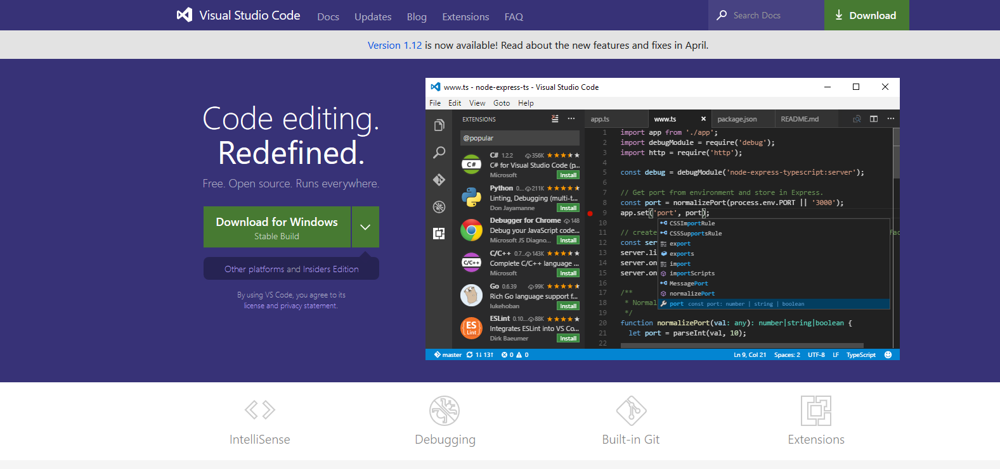 Visual Studio Code
Docs
Updates
Blog
Extensions
FAQ
Search Docs
Download
Version 1.12 is now available! Read about the new features and fixes in April.
Code editing.
Redefined.
Free. Open source. Runs everywhere.
Download for Windows
Stable Build
Other platforms and Insiders Edition
By using VS Code, you agree to its
license and privacy statement.
www.ts - node-express-ts - Visual Studio Code
File Edit View Goto Help
EXTENSIONS
@popular
C# 1.2.2 356K
C# for Visual Studio Code (p...
Microsoft Install
Python 0.... 211K
Linting, Debugging (multi-t...
Don Jayamanne Install
Debugger for Chrome 148
Debug your JavaScript code...
Microsoft JS Diagno... Install
C/C++ 0.7... 143K
C/C++
Complete C/C++ language ...
Microsoft Install
Go 0.6.39 99K
Rich Go language support f...
lukehoban Install
ESLint 0.10... 88K
ES
Lint
Integrates ESLint into VS Co...
Dirk Baeumer Install
app.ts www.ts package.json README.md
1 import app from './app';
2 import debugModule = require('debug');
3 import http = require('http');
4
5 const debug = debugModule('node-express-typescript:server');
6
7 // Get port from environment and store in Express.
8 const port = normalizePort(process.env.PORT || '3000');
9 app.set('port', port);
10
11 // create fac
12 const ser
13 server.li
14 server.on
15 server.on
16
17 /**
18 * Normal
19 */
20 function normalizePort(val: any): number|string|boolean {
21 let port = parseInt(val, 10);
22
CSSImportRule
CSSSupportsRule
export
exports
import
importScripts
MessagePort
normalizePort
port const port: number | string | boolean
master 1↓ 13↑ 0 0
Ln 9, Col 21 Spaces: 2 UTF-8 LF TypeScript
IntelliSense
Debugging
Built-in Git
Extensions